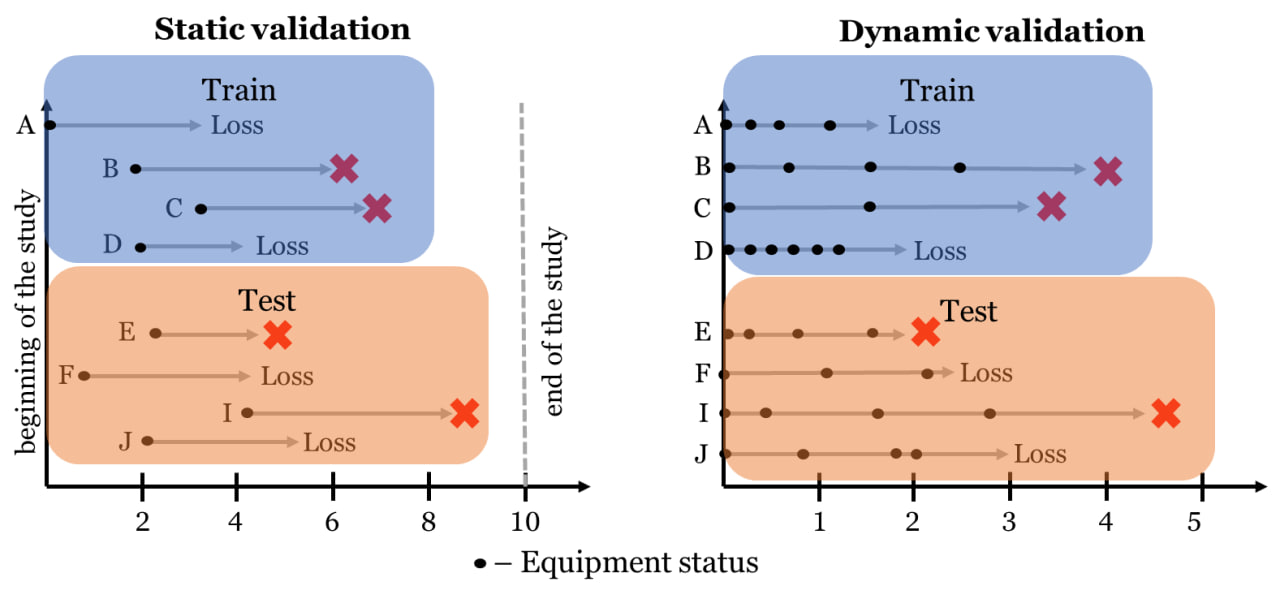 Static validation
Train
A
Loss
B
C
D
Loss
Test
E
F
Loss
I
J
Loss
beginning of the study
end of the study
2 4 6 8 10
Dynamic validation
Train
A
Loss
B
C
D
Loss
Test
E
F
Loss
I
J
Loss
1 2 3 4 5
– Equipment status